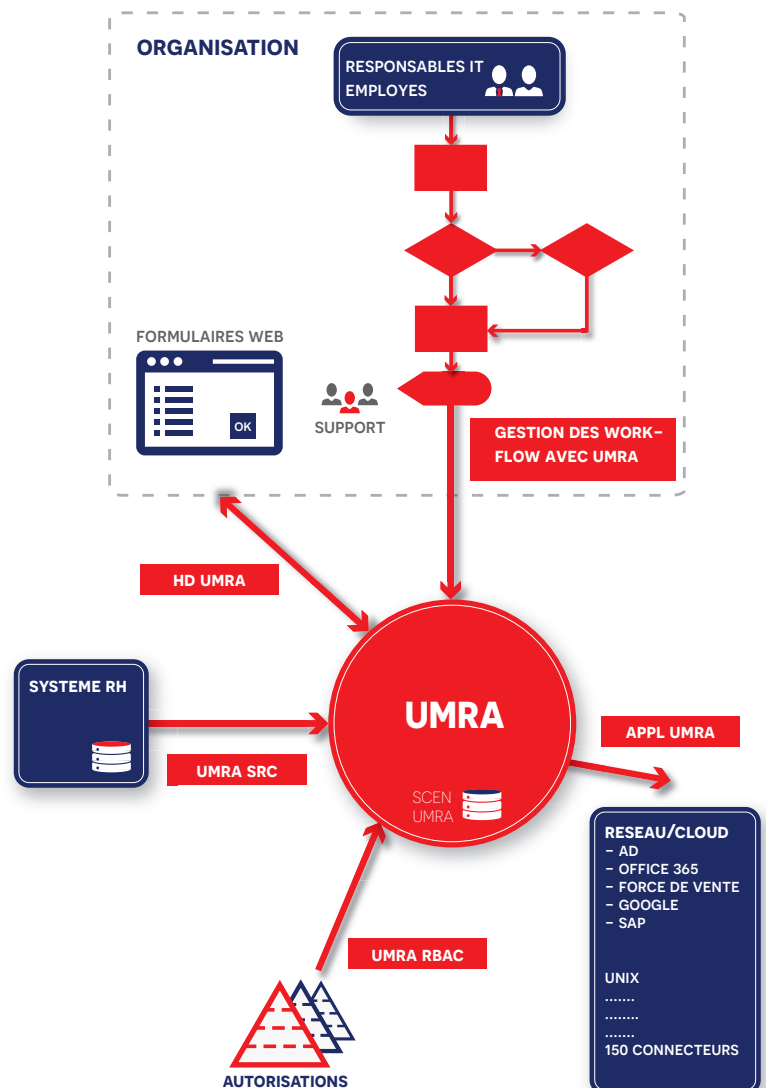 ORGANISATION
RESPONSABLES IT
EMPLOYES
FORMULAIRES WEB
OK
SUPPORT
GESTION DES WORK-
FLOW AVEC UMRA
HD UMRA
SYSTEME RH
UMRA SRC
UMRA
SCEN
UMRA
APPL UMRA
RESEAU/CLOUD
- AD
- OFFICE 365
- FORCE DE VENTE
- GOOGLE
- SAP
UNIX
.......
........
.......
150 CONNECTEURS
UMRA RBAC
AUTORISATIONS